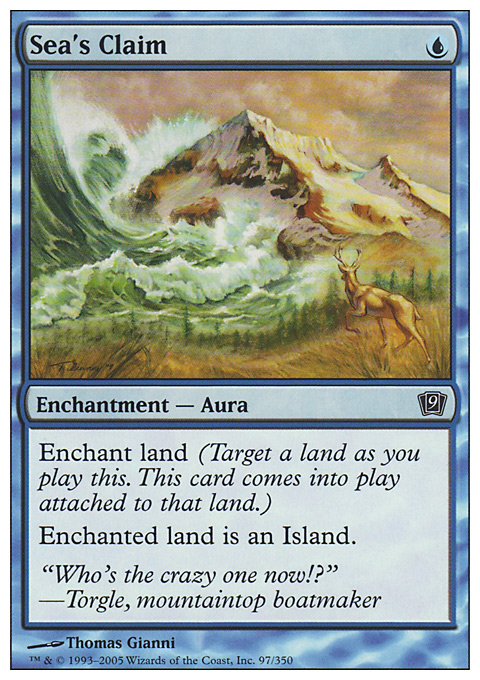 Sea's Claim
Enchantment — Aura
9
Enchant land (Target a land as you
play this. This card comes into play
attached to that land.)
Enchanted land is an Island.
"Who's the crazy one now!?"
—Torgle, mountaintop boatmaker
Thomas Gianni
™ & © 1993–2005 Wizards of the Coast, Inc. 97/350